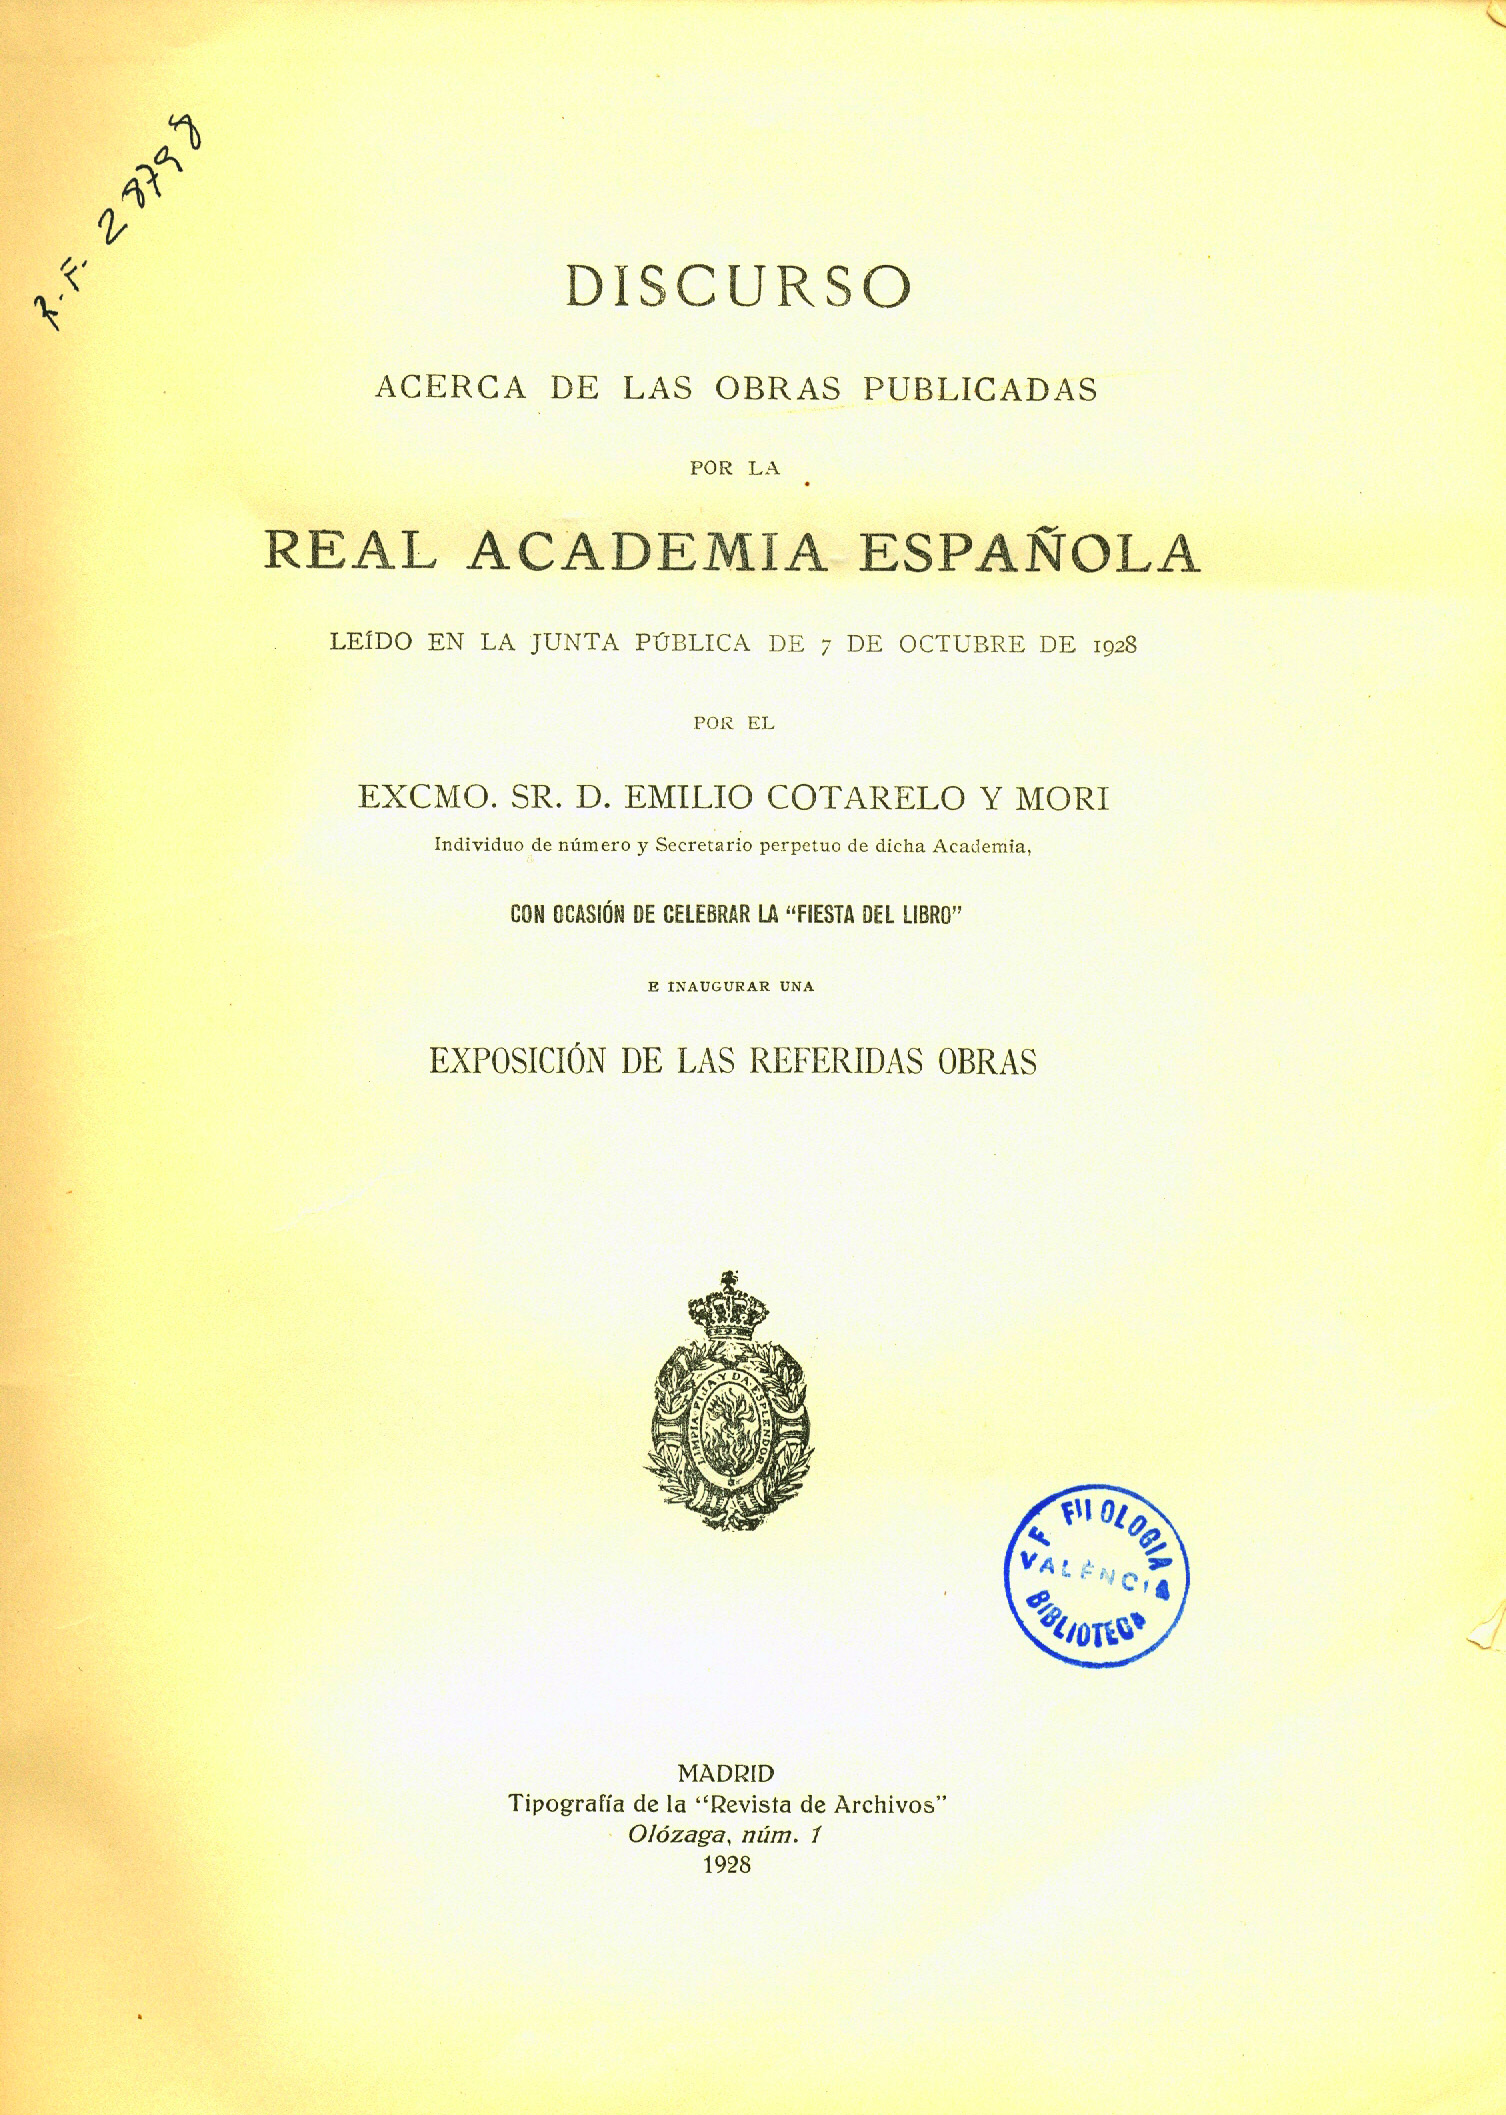 R.F. 28798
DISCURSO
ACERCA DE LAS OBRAS PUBLICADAS
POR LA
REAL ACADEMIA ESPAÑOLA
LEÍDO EN LA JUNTA PÚBLICA DE 7 DE OCTUBRE DE 1928
POR EL
EXCMO. SR. D. EMILIO COTARELO Y MORI
Individuo de número y Secretario perpetuo de dicha Academia,
CON OCASIÓN DE CELEBRAR LA “FIESTA DEL LIBRO”
E INAUGURAR UNA
EXPOSICIÓN DE LAS REFERIDAS OBRAS
LIMPIA·FIJA·Y·DA·ESPLENDOR
F. FILOLOGIA
VALENCIA
BIBLIOTECA
MADRID
Tipografía de la “Revista de Archivos”
Olózaga, núm. 1
1928